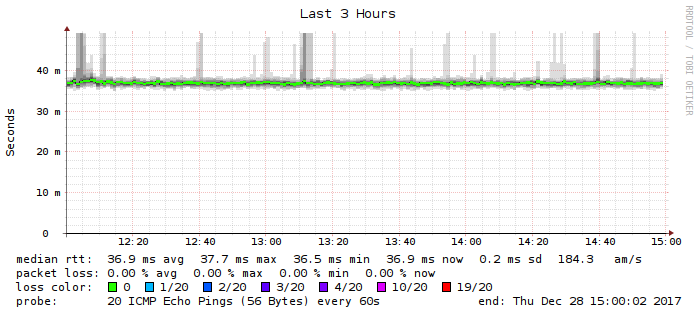 Last 3 Hours
RRDTOOL / TOBI OETIKER
Seconds
40 m
30 m
20 m
10 m
0
12:20 12:40 13:00 13:20 13:40 14:00 14:20 14:40 15:00
median rtt: 36.9 ms avg 37.7 ms max 36.5 ms min 36.9 ms now 0.2 ms sd 184.3 am/s
packet loss: 0.00 % avg 0.00 % max 0.00 % min 0.00 % now
loss color: 0 1/20 2/20 3/20 4/20 10/20 19/20
probe: 20 ICMP Echo Pings (56 Bytes) every 60s end: Thu Dec 28 15:00:02 2017